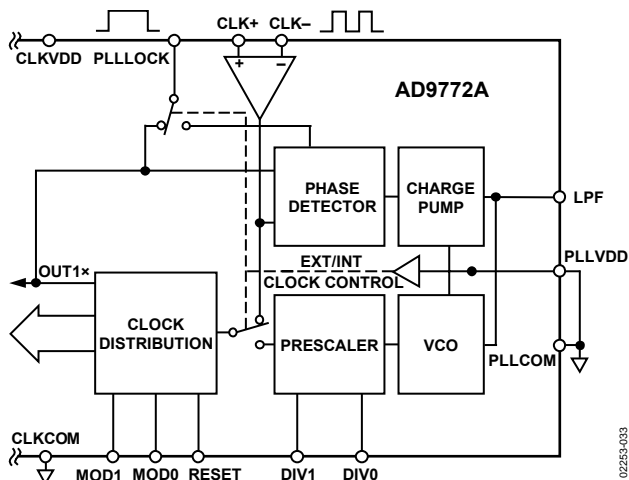 CLK+ CLK–
CLKVDD PLLLOCK
+ –
AD9772A
PHASE
DETECTOR
CHARGE
PUMP
LPF
PLLVDD
EXT/INT
CLOCK CONTROL
OUT1×
CLOCK
DISTRIBUTION
PRESCALER
VCO
PLLCOM
CLKCOM
MOD1 MOD0 RESET DIV1 DIV0
02253-033